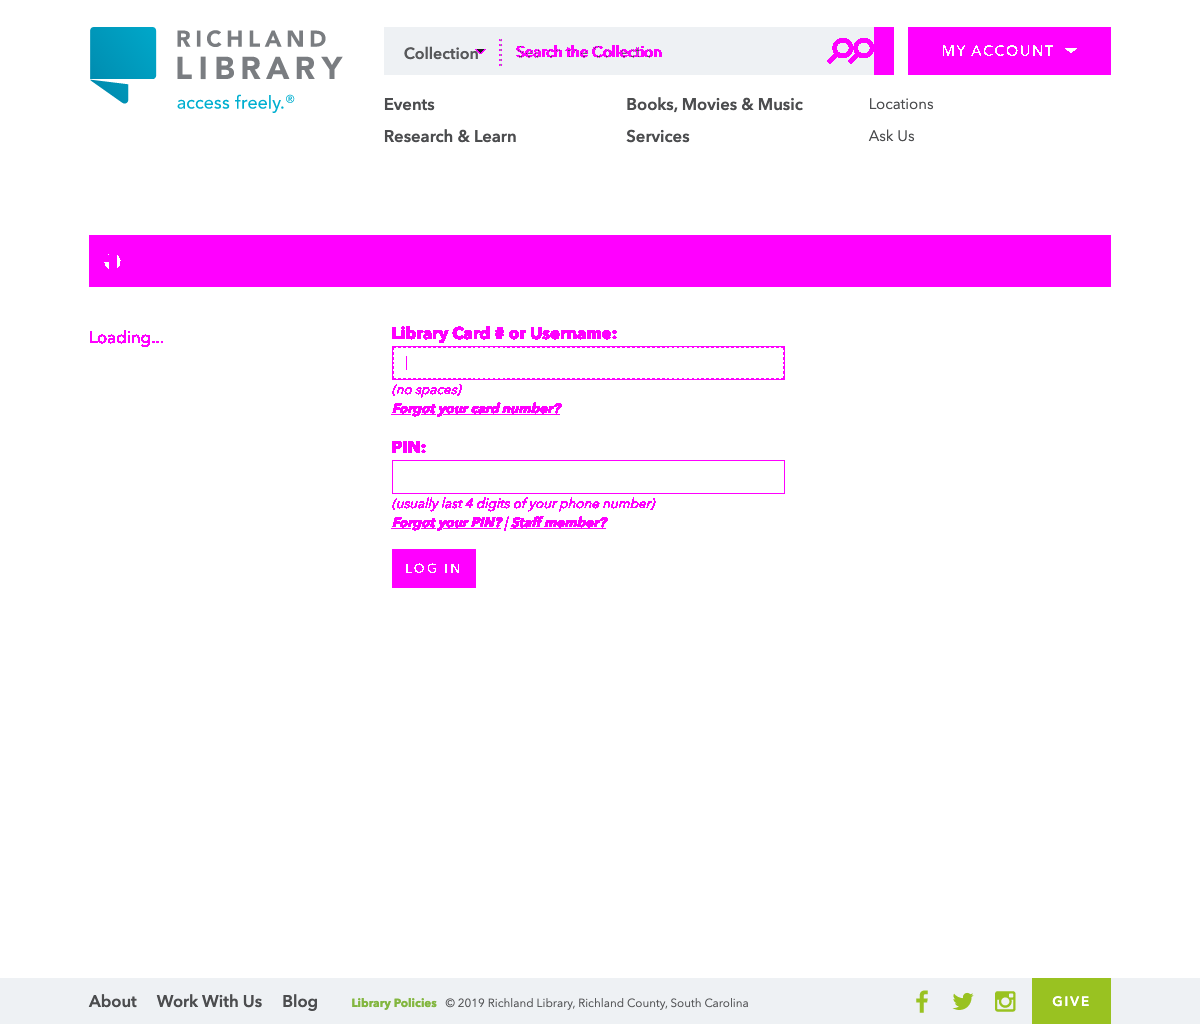 RICHLAND
LIBRARY
access freely.®
Collection
Search the Collection
MY ACCOUNT
Events
Books, Movies & Music
Locations
Research & Learn
Services
Ask Us
Loading...
Library Card # or Username:
(no spaces)
Forgot your card number?
PIN:
(usually last 4 digits of your phone number)
Forgot your PIN? | Staff member?
LOG IN
About
Work With Us
Blog
Library Policies
© 2019 Richland Library, Richland County, South Carolina
GIVE